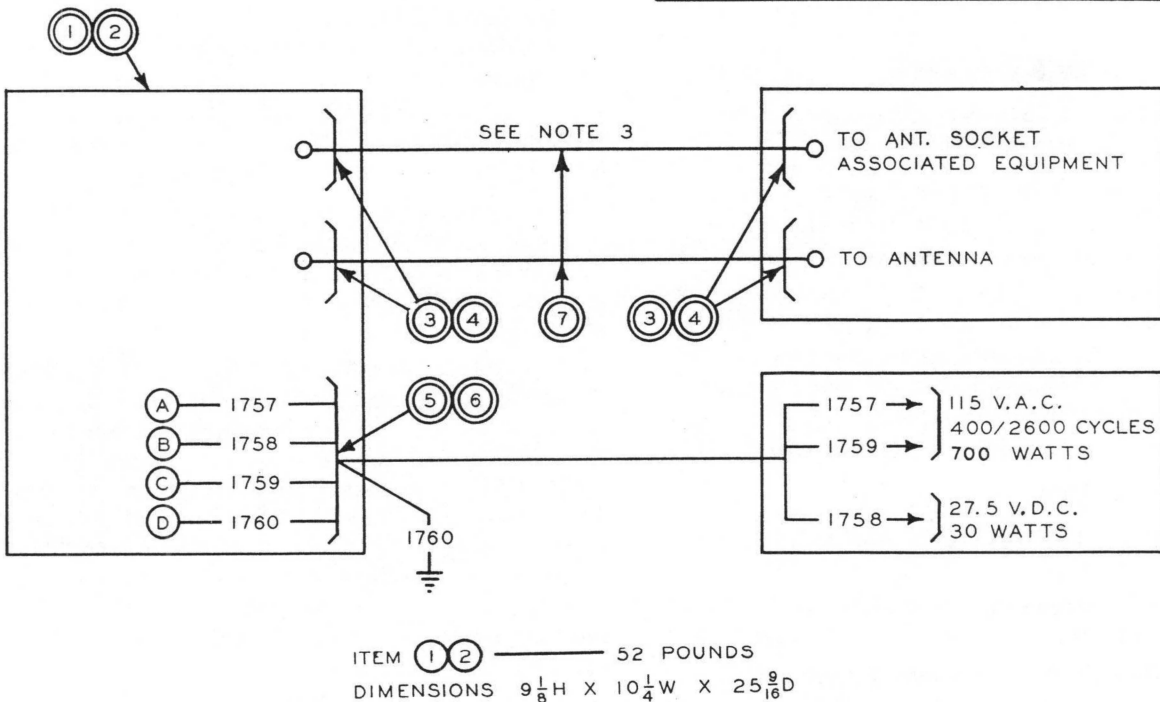 1 2
SEE NOTE 3
TO ANT. SOCKET
ASSOCIATED EQUIPMENT
TO ANTENNA
3 4 7 3 4
5 6
A 1757
B 1758
C 1759
D 1760
1760
1757 115 V.A.C.
400/2600 CYCLES
1759 700 WATTS
1758 27.5 V.D.C.
30 WATTS
ITEM 1 2 52 POUNDS
DIMENSIONS 9 1/8 H X 10 1/4 W X 25 9/16 D